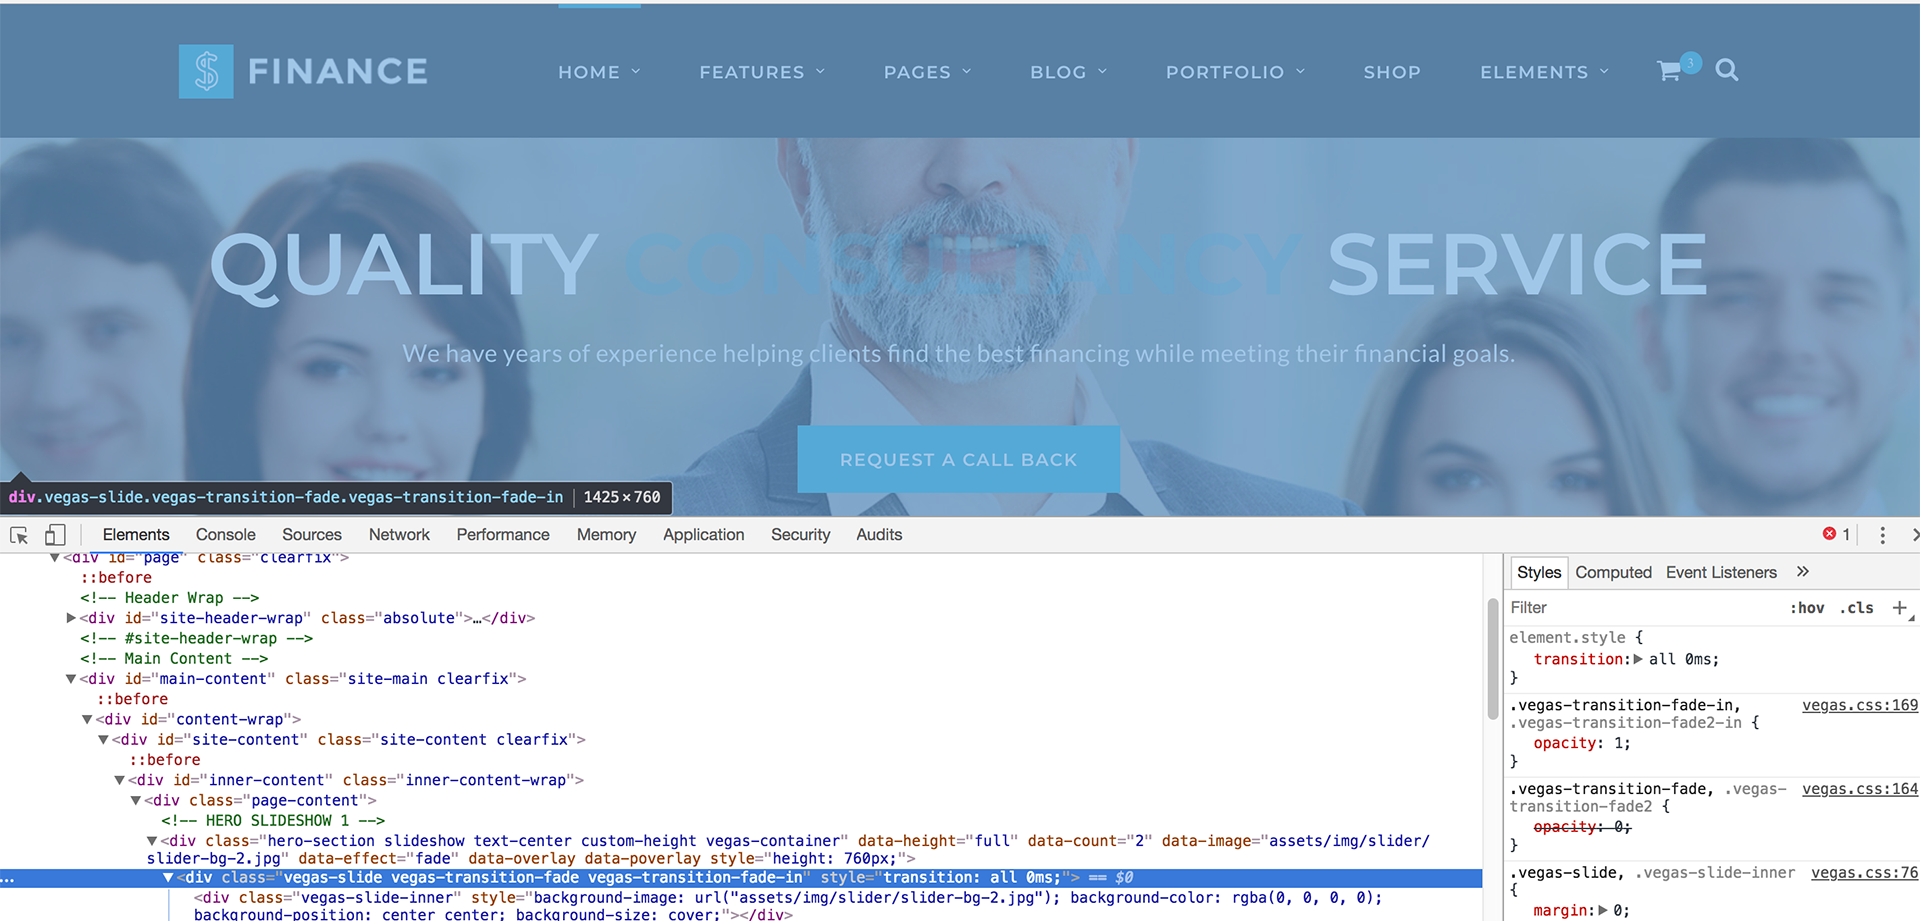 FINANCE
HOME FEATURES PAGES BLOG PORTFOLIO SHOP ELEMENTS 3
QUALITY CONSULTANCY SERVICE
We have years of experience helping clients find the best financing while meeting their financial goals.
REQUEST A CALL BACK
div.vegas-slide.vegas-transition-fade.vegas-transition-fade-in 1425 × 760
Elements Console Sources Network Performance Memory Application Security Audits 1
▼<div id="page" class="clearfix">
::before
<!-- Header Wrap -->
▶<div id="site-header-wrap" class="absolute">…</div>
<!-- #site-header-wrap -->
<!-- Main Content -->
▼<div id="main-content" class="site-main clearfix">
::before
▼<div id="content-wrap">
▼<div id="site-content" class="site-content clearfix">
::before
▼<div id="inner-content" class="inner-content-wrap">
▼<div class="page-content">
<!-- HERO SLIDESHOW 1 -->
▼<div class="hero-section slideshow text-center custom-height vegas-container" data-height="full" data-count="2" data-image="assets/img/slider/
slider-bg-2.jpg" data-effect="fade" data-overlay data-poverlay style="height: 760px;">
… ▼<div class="vegas-slide vegas-transition-fade vegas-transition-fade-in" style="transition: all 0ms;"> == $0
<div class="vegas-slide-inner" style="background-image: url("assets/img/slider/slider-bg-2.jpg"); background-color: rgba(0, 0, 0, 0);
background-position: center center; background-size: cover;"></div>
Styles Computed Event Listeners »
Filter :hov .cls +
element.style {
transition:▶ all 0ms;
}
.vegas-transition-fade-in, vegas.css:169
.vegas-transition-fade2-in {
opacity: 1;
}
.vegas-transition-fade, .vegas- vegas.css:164
transition-fade2 {
opacity: 0;
}
.vegas-slide, .vegas-slide-inner vegas.css:76
{
margin:▶ 0;